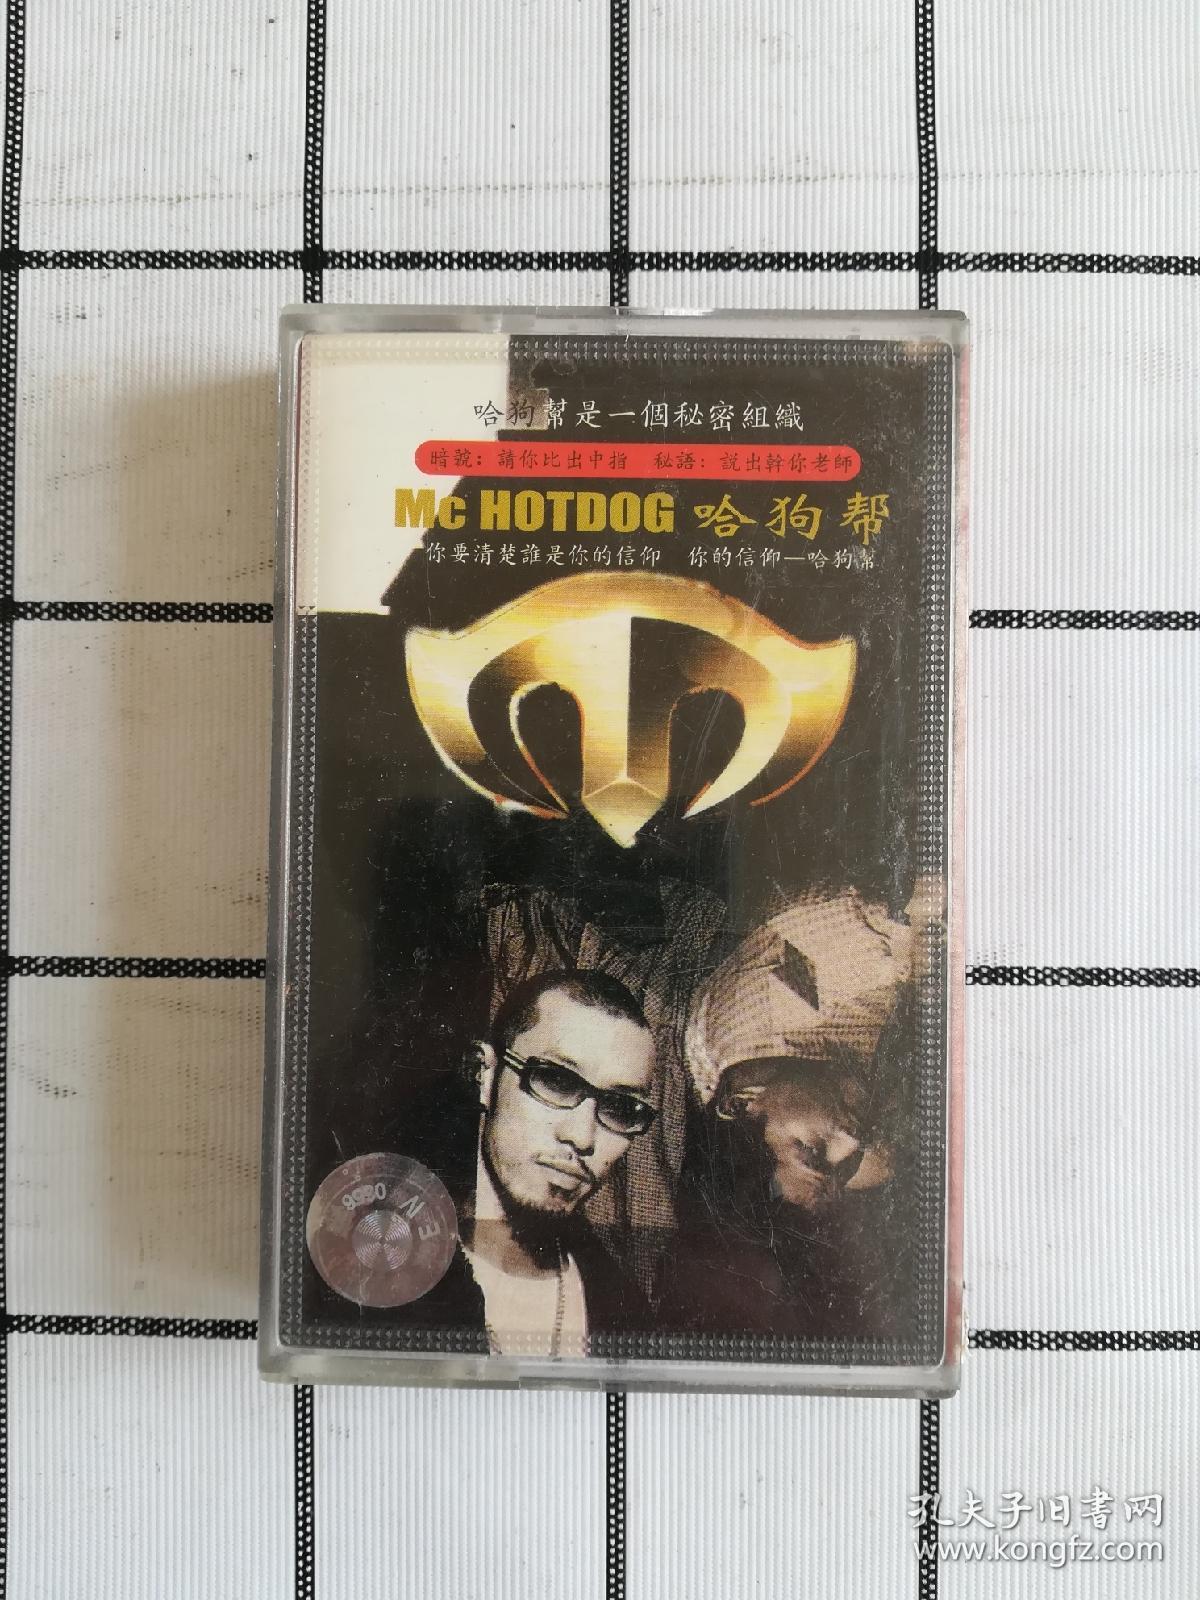 哈狗幫是一個秘密組織
暗號：請你比出中指　秘語：説出幹你老師
Mc HOTDOG 哈狗帮
你要清楚誰是你的信仰　你的信仰—哈狗幫
孔夫子旧書网
www.kongfz.com